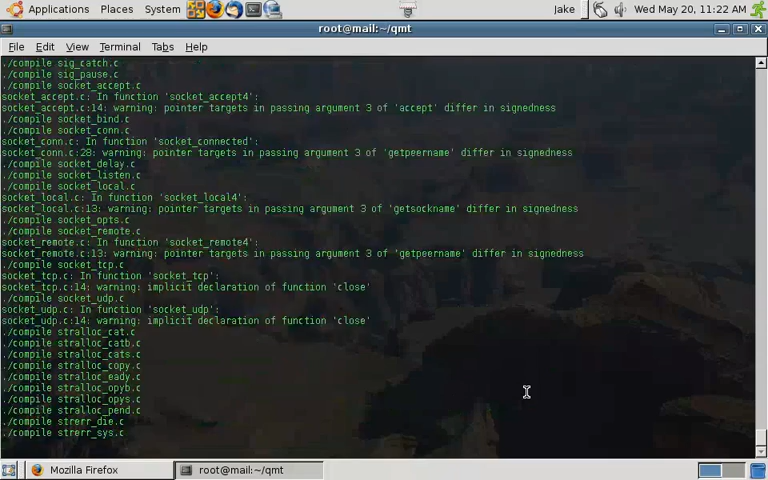 Applications Places System Jake Wed May 20, 11:22 AM
root@mail:~/qmt
File Edit View Terminal Tabs Help
./compile sig_catch.c
./compile sig_pause.c
./compile socket_accept.c
socket_accept.c: In function 'socket_accept4':
socket_accept.c:14: warning: pointer targets in passing argument 3 of 'accept' differ in signedness
./compile socket_bind.c
./compile socket_conn.c
socket_conn.c: In function 'socket_connected':
socket_conn.c:28: warning: pointer targets in passing argument 3 of 'getpeername' differ in signedness
./compile socket_delay.c
./compile socket_listen.c
./compile socket_local.c
socket_local.c: In function 'socket_local4':
socket_local.c:13: warning: pointer targets in passing argument 3 of 'getsockname' differ in signedness
./compile socket_opts.c
./compile socket_remote.c
socket_remote.c: In function 'socket_remote4':
socket_remote.c:13: warning: pointer targets in passing argument 3 of 'getpeername' differ in signedness
./compile socket_tcp.c
socket_tcp.c: In function 'socket_tcp':
socket_tcp.c:14: warning: implicit declaration of function 'close'
./compile socket_udp.c
socket_udp.c: In function 'socket_udp':
socket_udp.c:14: warning: implicit declaration of function 'close'
./compile stralloc_cat.c
./compile stralloc_catb.c
./compile stralloc_cats.c
./compile stralloc_copy.c
./compile stralloc_eady.c
./compile stralloc_opyb.c
./compile stralloc_opys.c
./compile stralloc_pend.c
./compile strerr_die.c
./compile strerr_sys.c
Mozilla Firefox root@mail:~/qmt